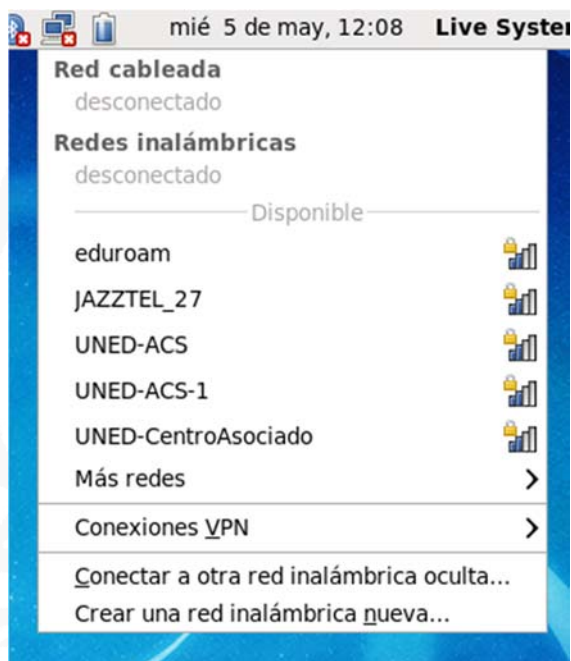 mié 5 de may, 12:08 Live System
Red cableada
desconectado
Redes inalámbricas
desconectado
Disponible
eduroam
JAZZTEL_27
UNED-ACS
UNED-ACS-1
UNED-CentroAsociado
Más redes
Conexiones VPN
Conectar a otra red inalámbrica oculta...
Crear una red inalámbrica nueva...